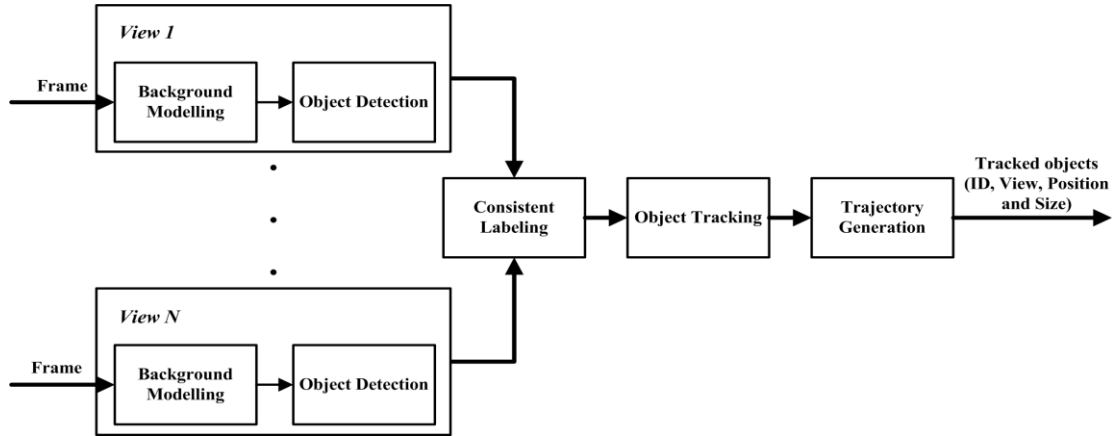 View 1
Frame
Background
Modelling
Object Detection
Consistent
Labeling
Object Tracking
Trajectory
Generation
Tracked objects
(ID, View, Position
and Size)
View N
Frame
Background
Modelling
Object Detection